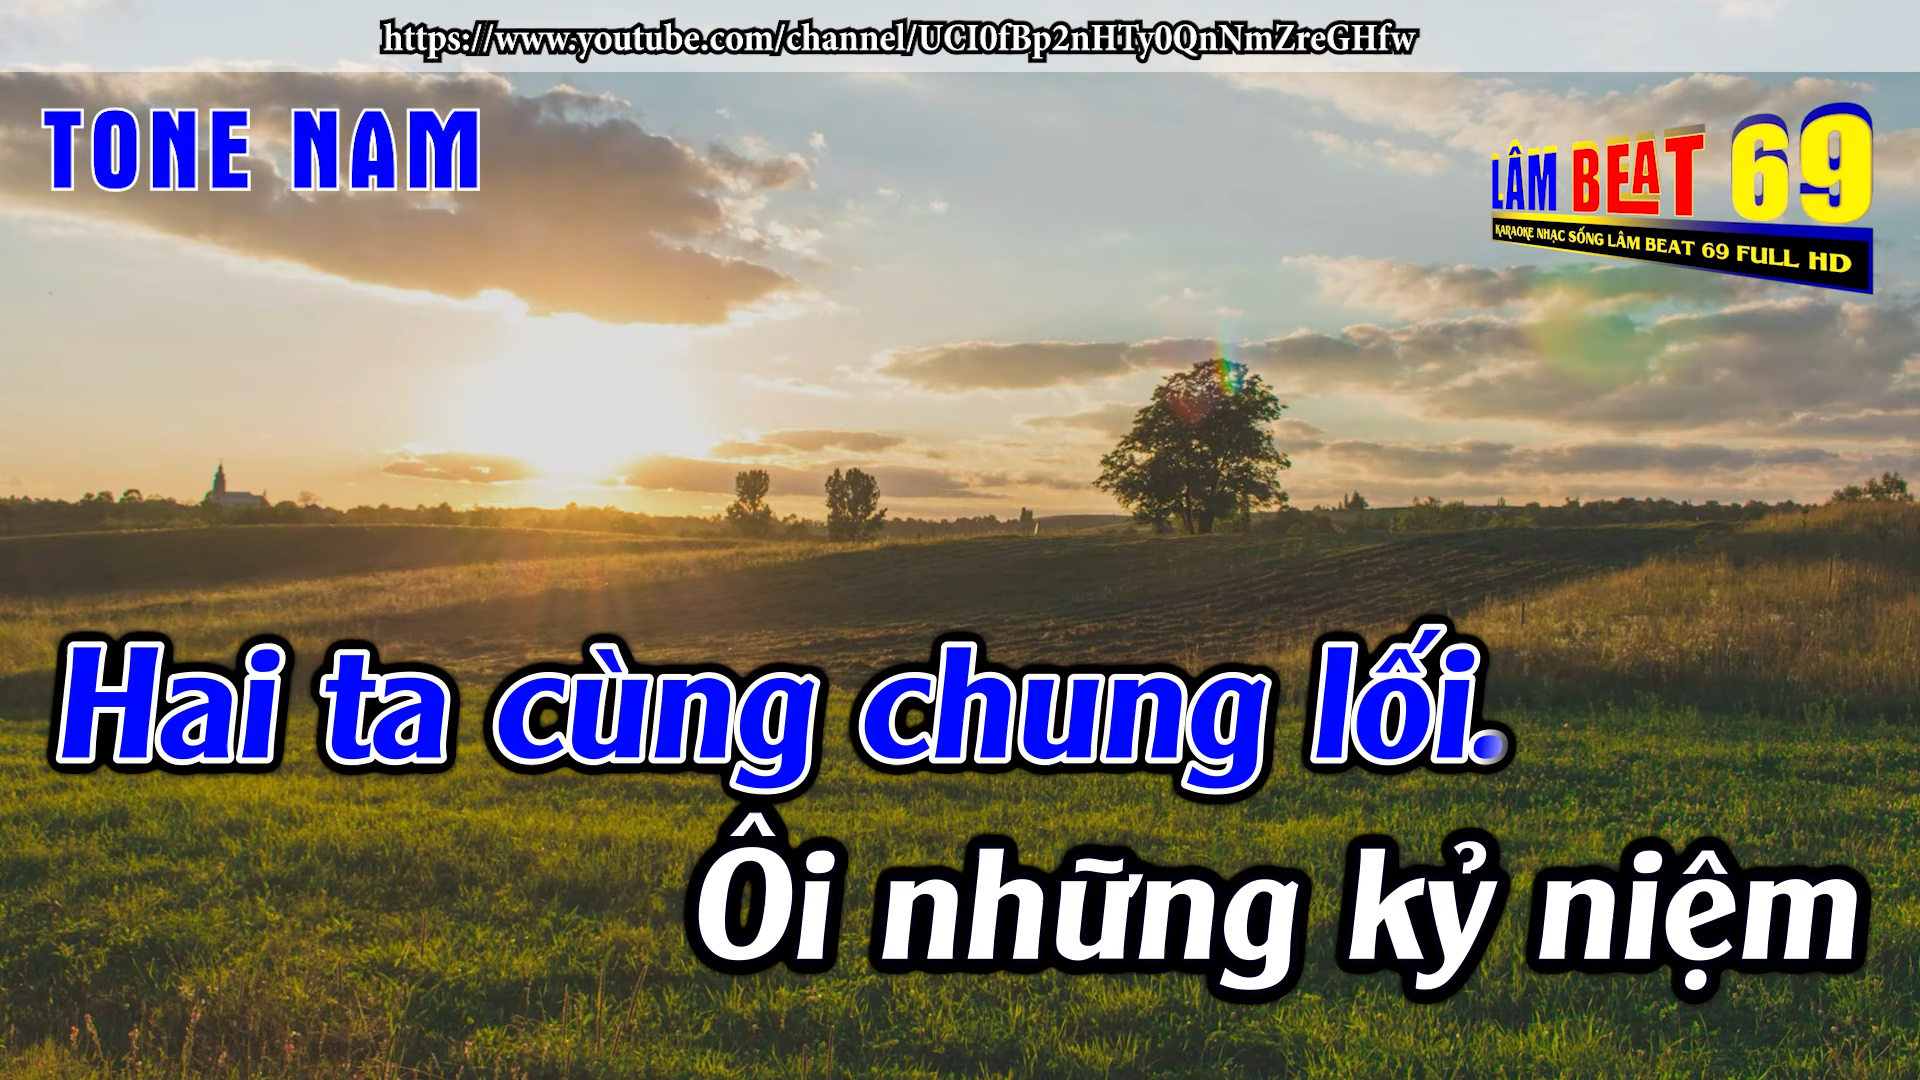 https://www.youtube.com/channel/UCI0fBp2nHTy0QnNmZreGHfw
TONE NAM
LÂM BEAT 69
KARAOKE NHẠC SỐNG LÂM BEAT 69 FULL HD
Hai ta cùng chung lối.
Ôi những kỷ niệm